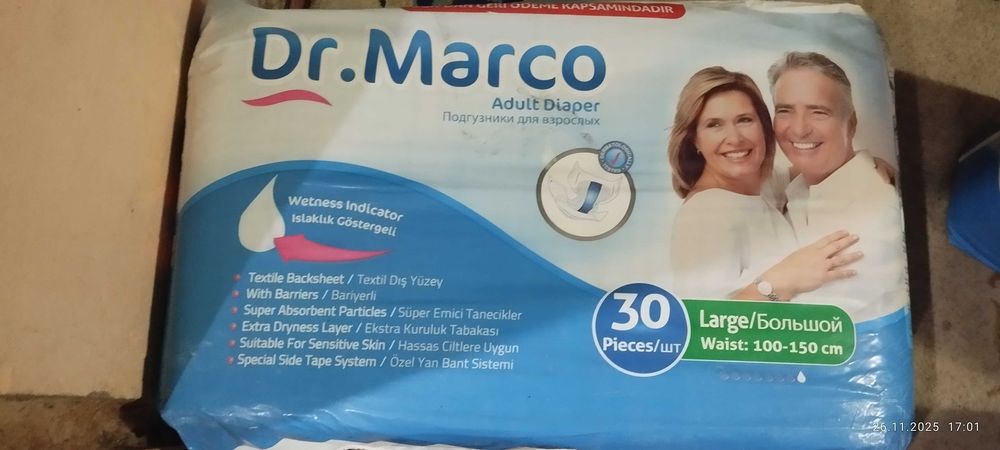 GERİ ÖDEME KAPSAMINDADIR
Dr.Marco
Adult Diaper
Подгузники для взрослых
Wetness Indicator
Islaklık Göstergeli
Textile Backsheet / Textil Dış Yüzey
With Barriers / Bariyerli
Super Absorbent Particles / Süper Emici Tanecikler
Extra Dryness Layer / Ekstra Kuruluk Tabakası
Suitable For Sensitive Skin / Hassas Ciltlere Uygun
Special Side Tape System / Özel Yan Bant Sistemi
30
Pieces/шт
Large/Большой
Waist: 100-150 cm
26.11.2025 17:01